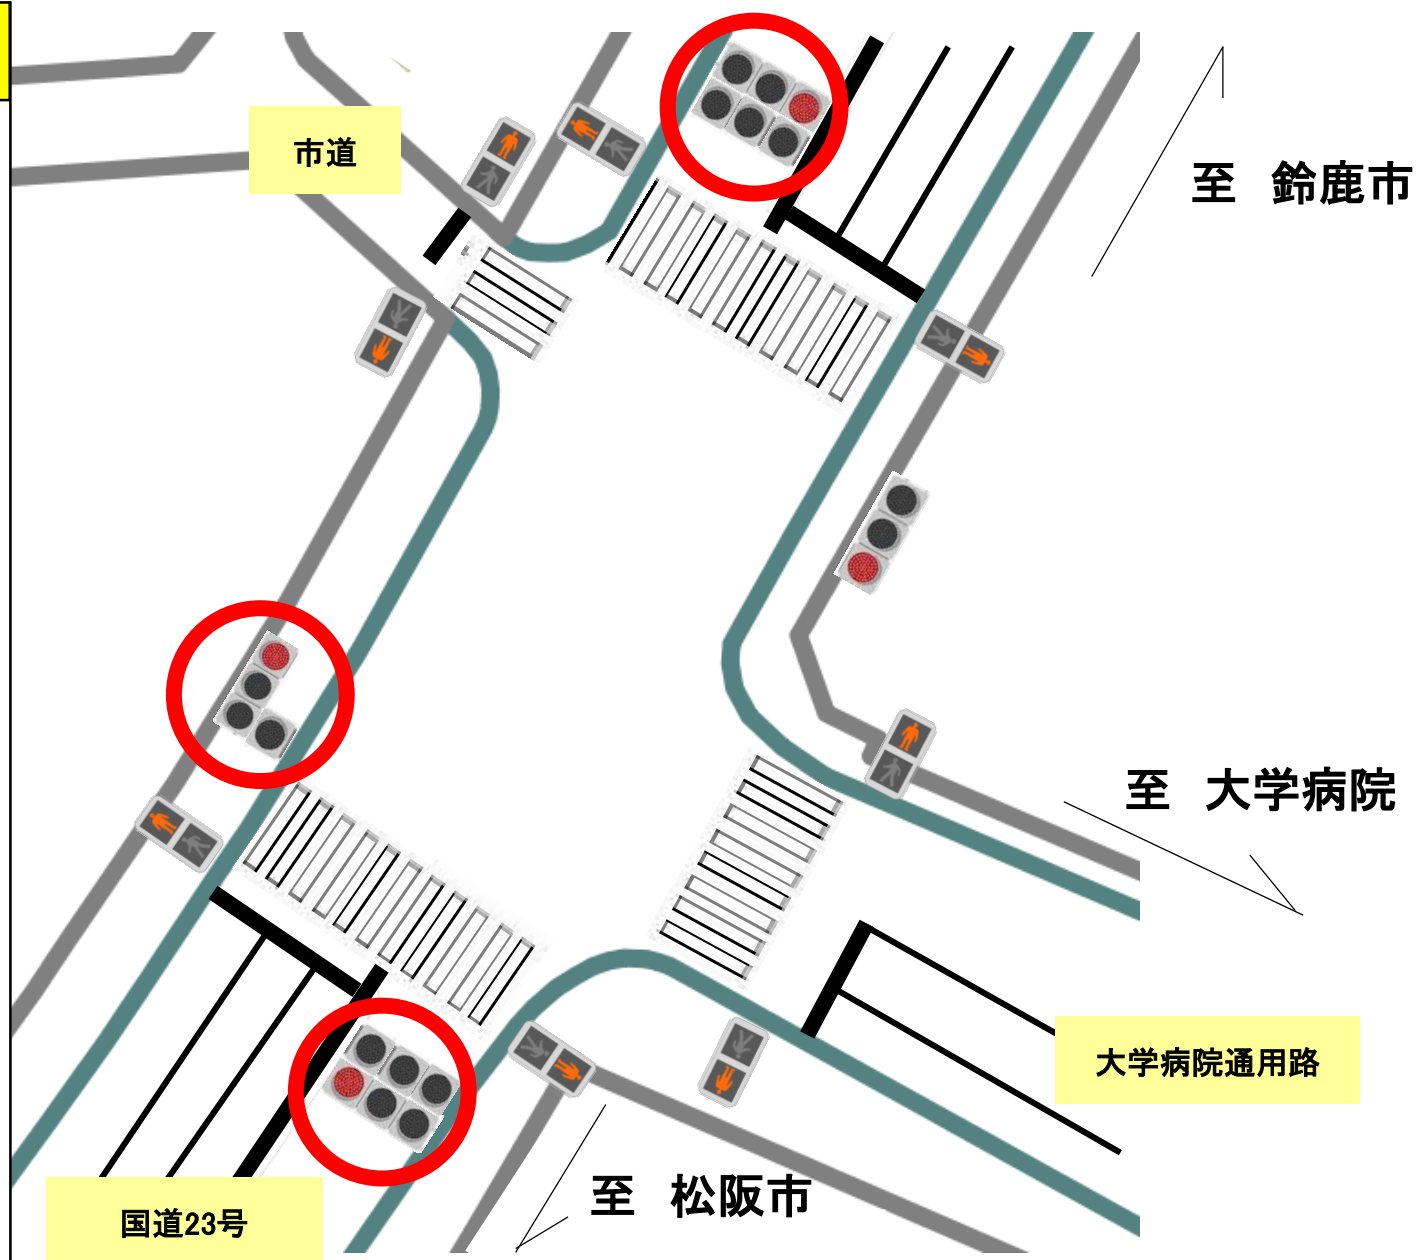 市道
至　鈴鹿市
至　大学病院
大学病院通用路
至　松阪市
国道23号